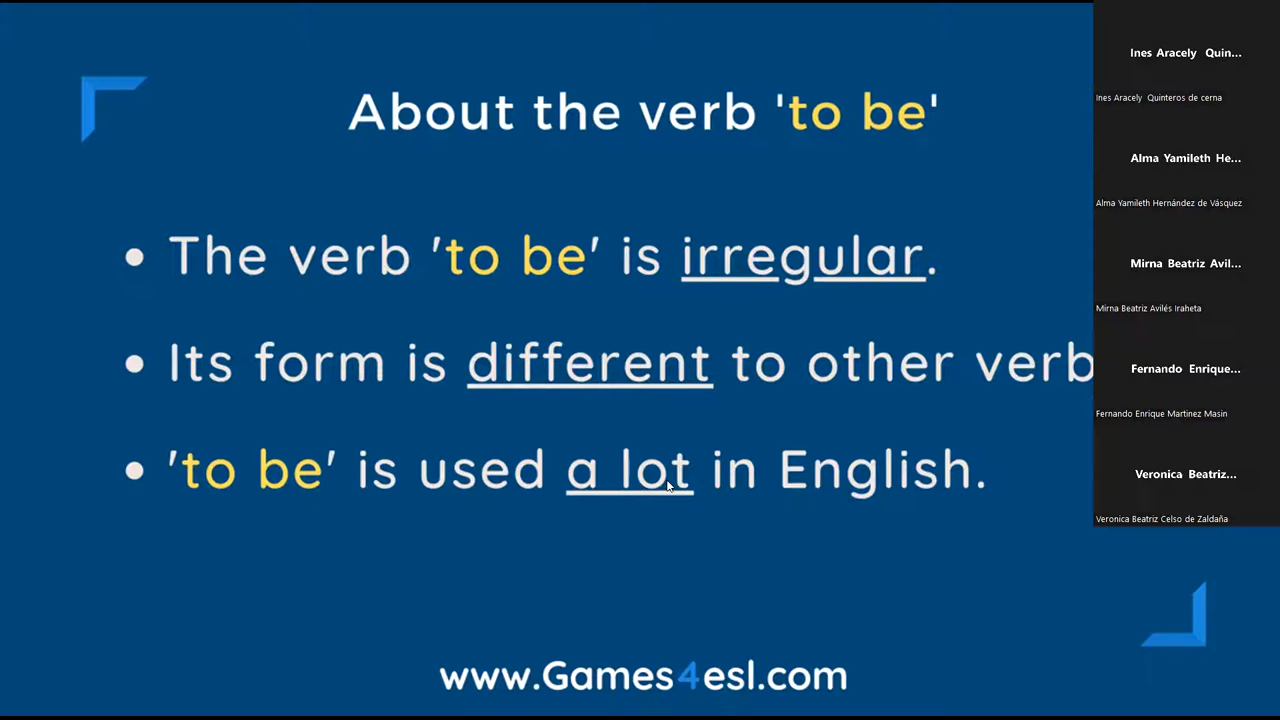 About the verb 'to be'
• The verb 'to be' is irregular.
• Its form is different to other verb
• 'to be' is used a lot in English.
www.Games4esl.com
Ines Aracely Quin...
Ines Aracely Quinteros de cerna
Alma Yamileth He...
Alma Yamileth Hernández de Vásquez
Mirna Beatriz Avil...
Mirna Beatriz Avilés Iraheta
Fernando Enrique...
Fernando Enrique Martinez Masin
Veronica Beatriz...
Veronica Beatriz Celso de Zaldaña